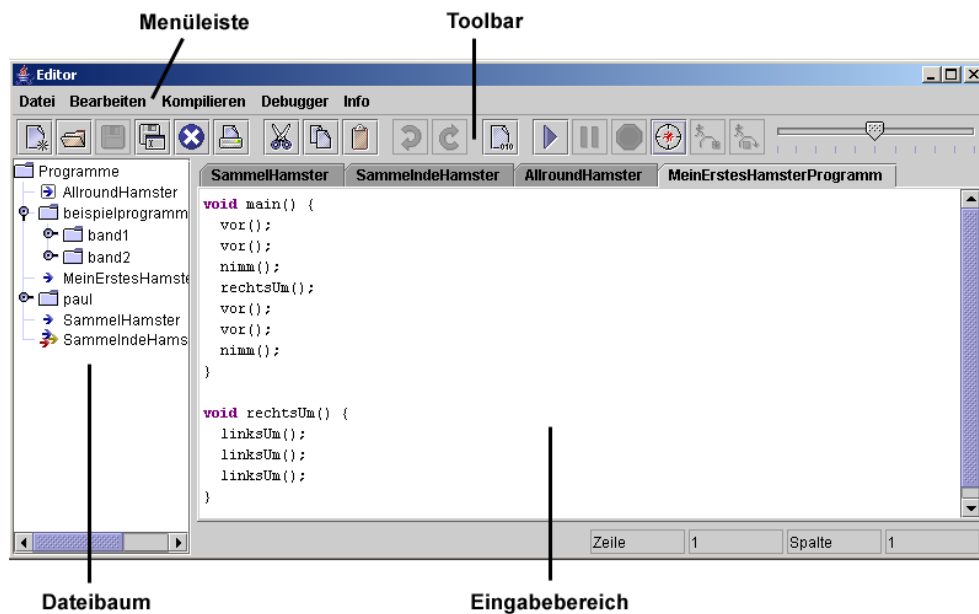 Menüleiste
Toolbar
Editor
Datei Bearbeiten Kompilieren Debugger Info
010
Programme
AllroundHamster
beispielprogramm
band1
band2
MeinErstesHamste
paul
SammelHamster
SammelndeHams
SammelHamster SammelndeHamster AllroundHamster MeinErstesHamsterProgramm
void main() {
vor();
vor();
nimm();
rechtsUm();
vor();
vor();
nimm();
}
void rechtsUm() {
linksUm();
linksUm();
linksUm();
}
Zeile 1 Spalte 1
Dateibaum
Eingabebereich